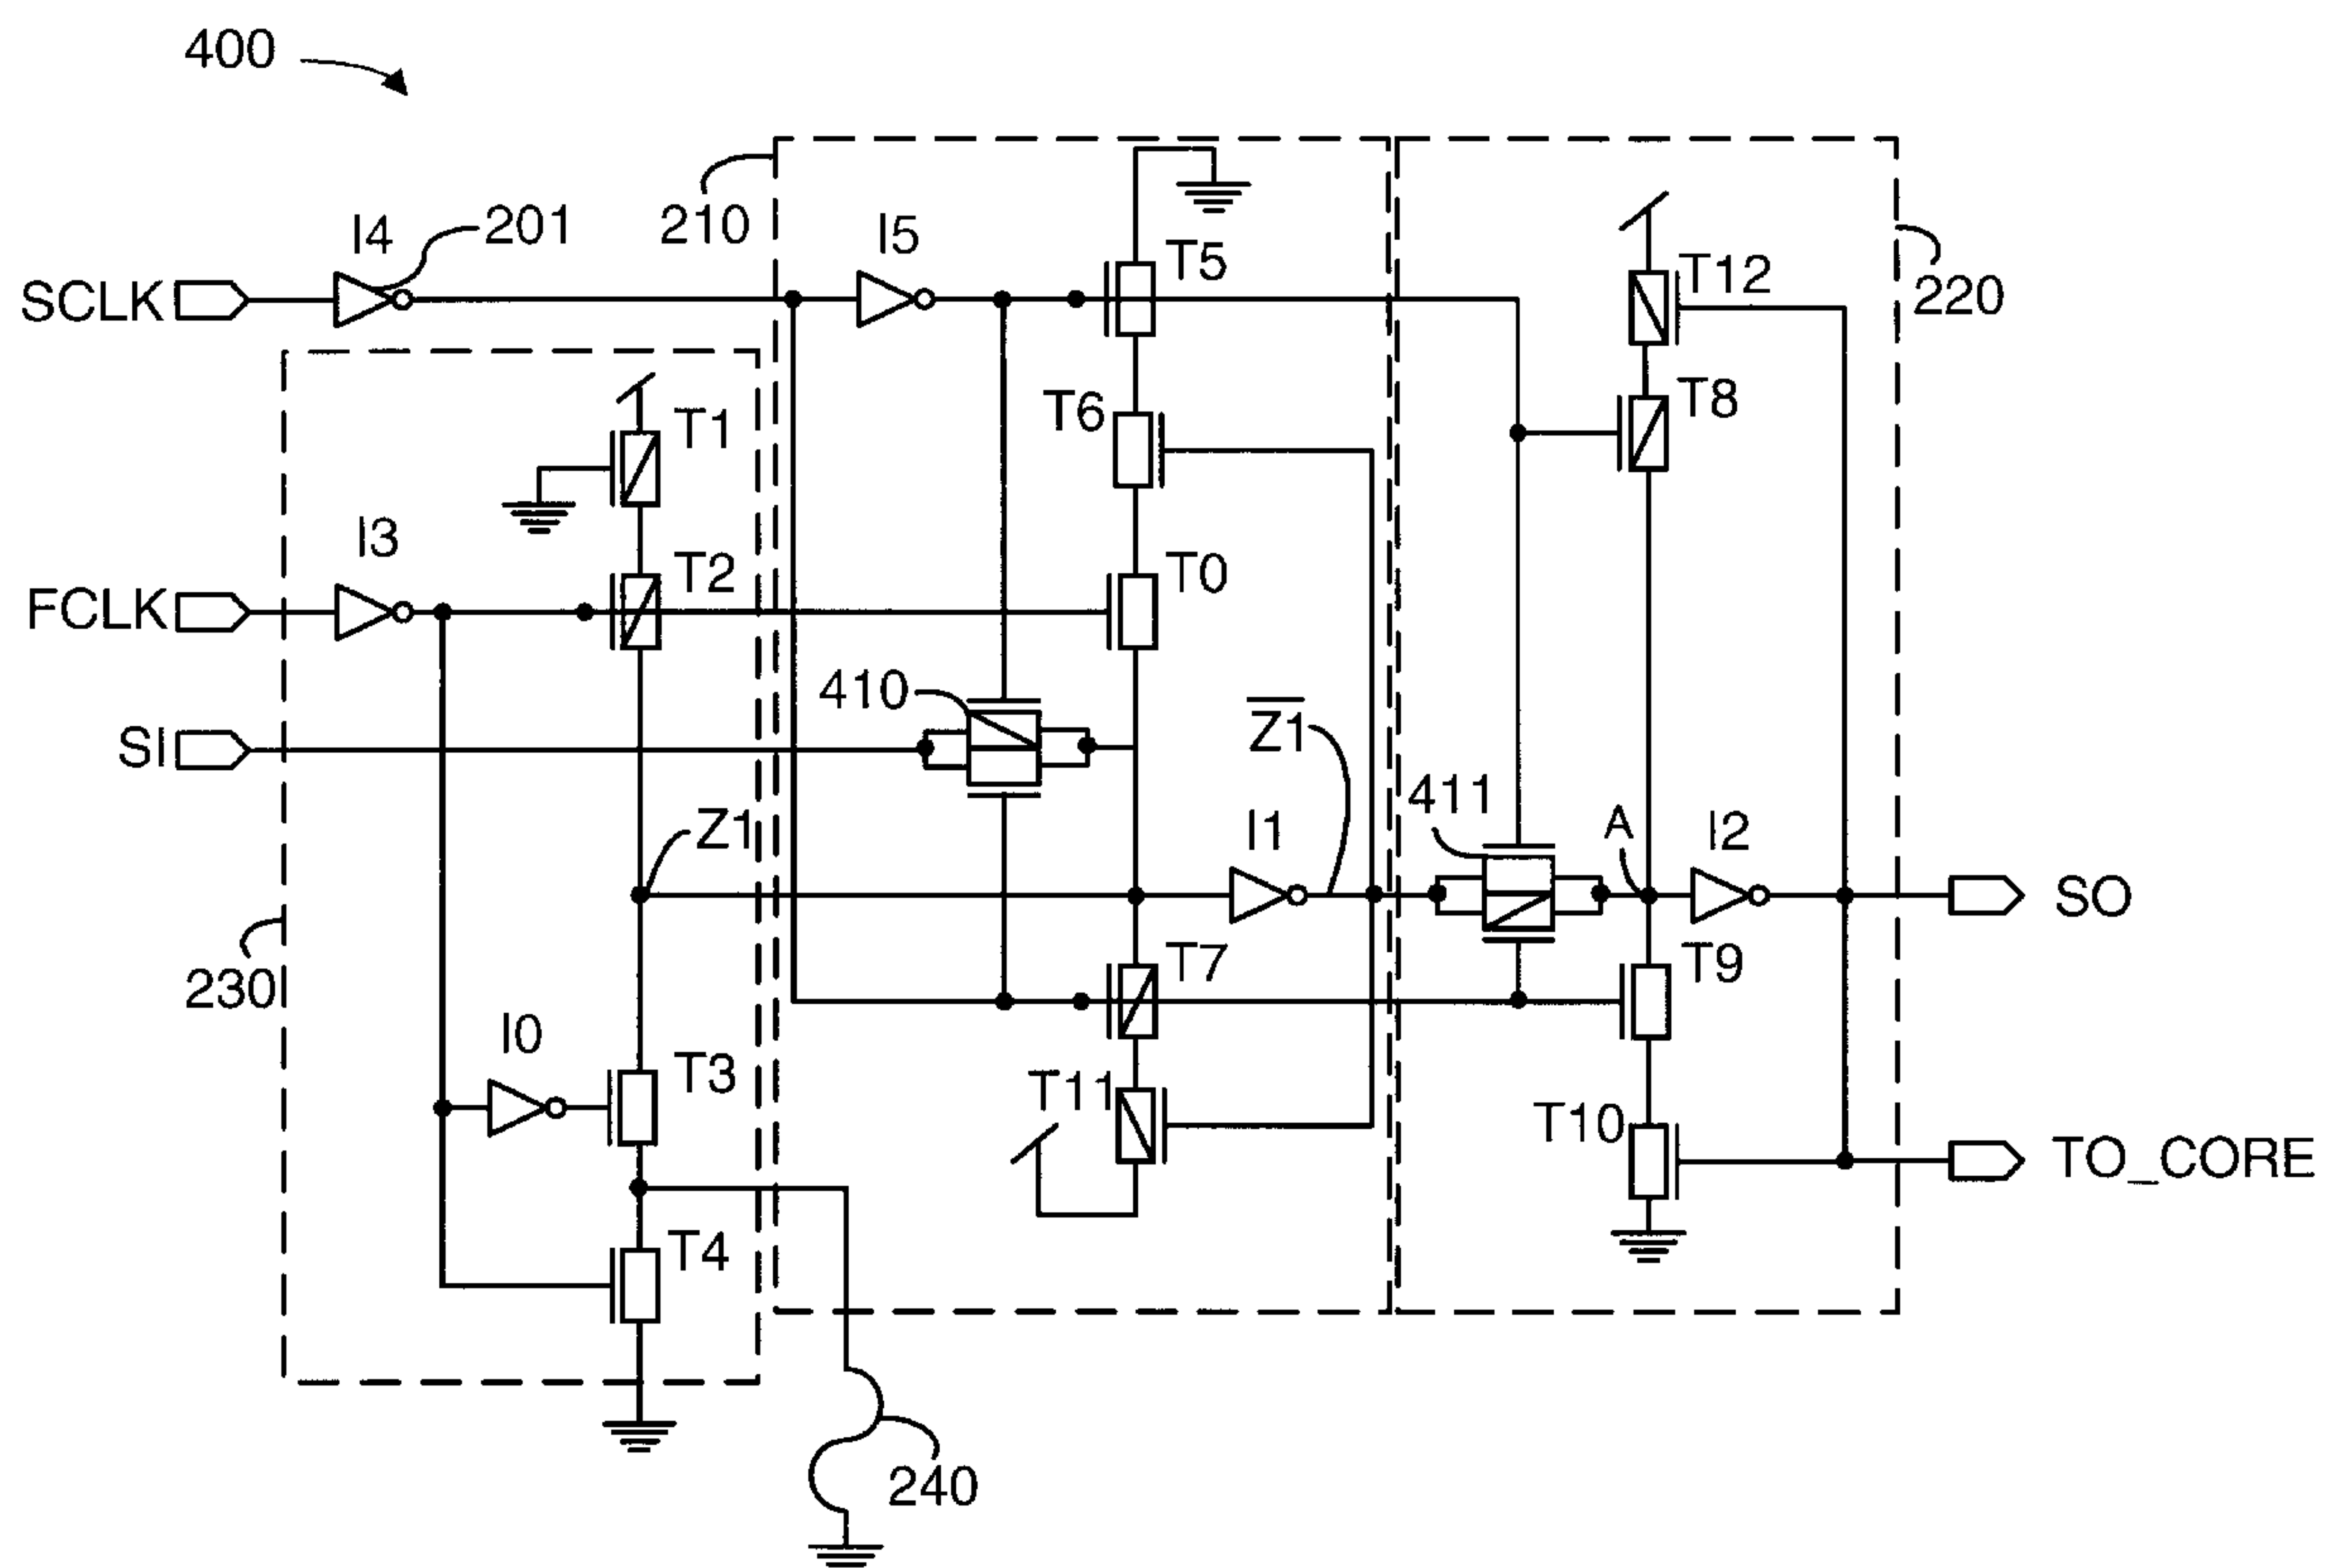 400
I4
201
210
I5
T5
T12
220
SCLK
T1
T6
T8
I3
T2
T0
FCLK
410
SI
Z1
Z1
I1
411
A
I2
SO
230
T7
T9
I0
T3
T11
T10
TO_CORE
T4
240